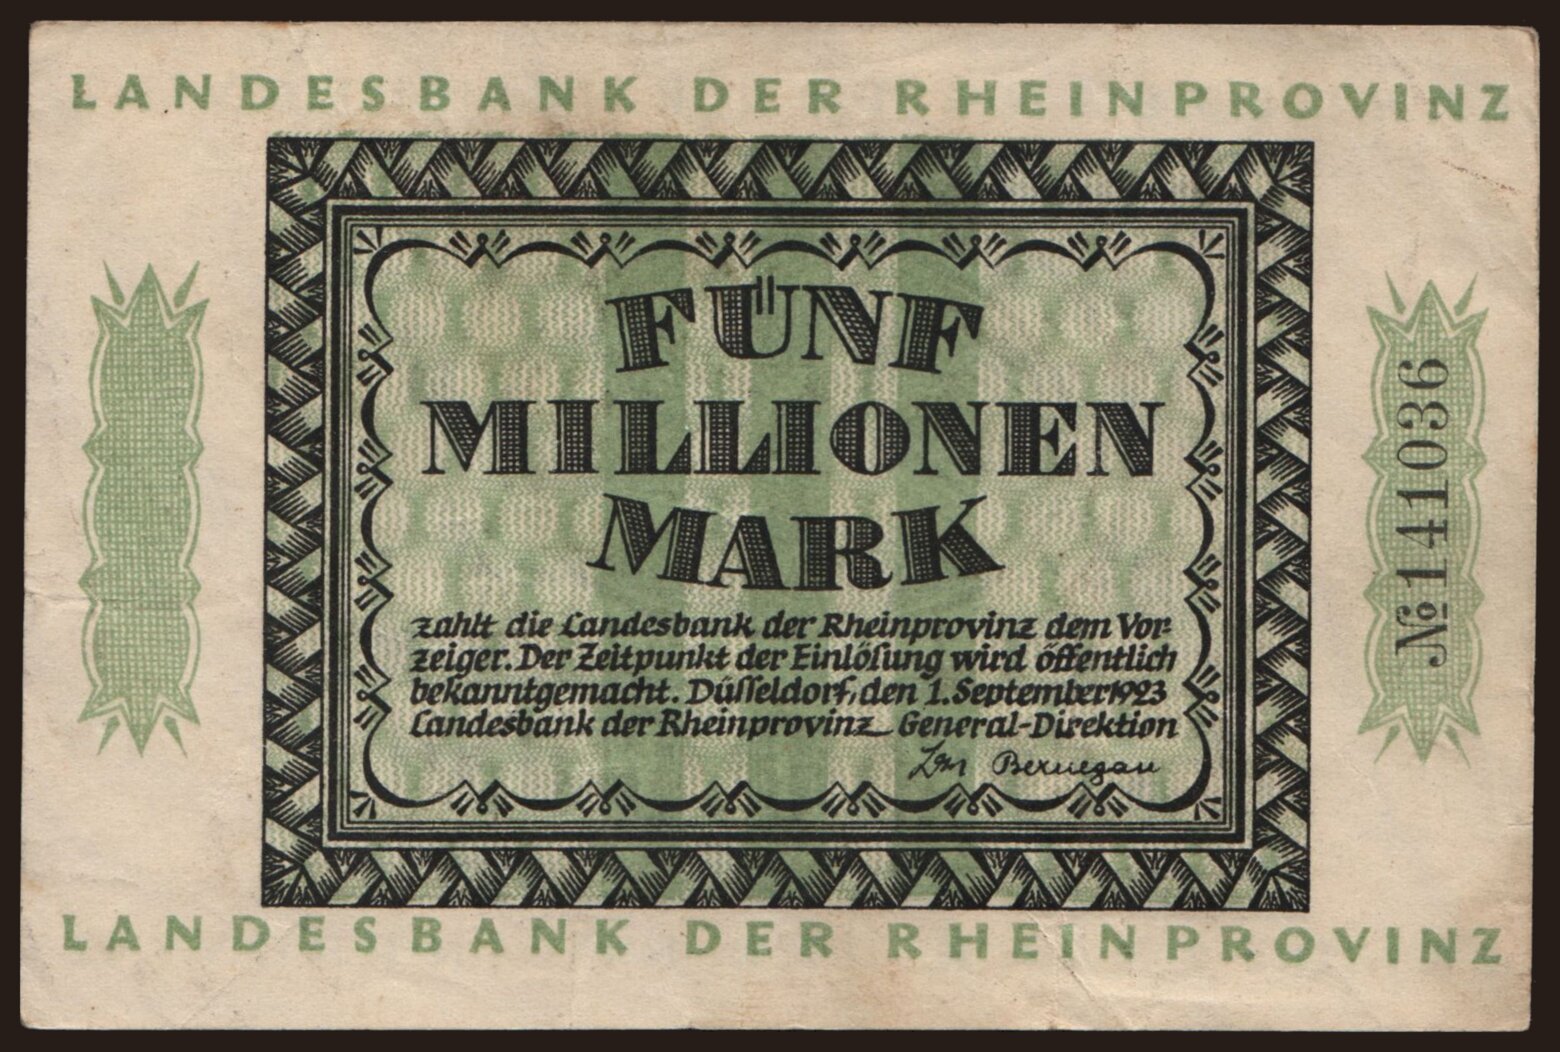 LANDESBANK DER RHEINPROVINZ
FÜNF
MILLIONEN
MARK
zahlt die Landesbank der Rheinprovinz dem Vor-
zeiger. Der Zeitpunkt der Einlöſung wird öffentlich
bekanntgemacht. Düſſeldorf, den 1. September 1923
Landesbank der Rheinprovinz General-Direktion
Bernegau
№ 141036
LANDESBANK DER RHEINPROVINZ